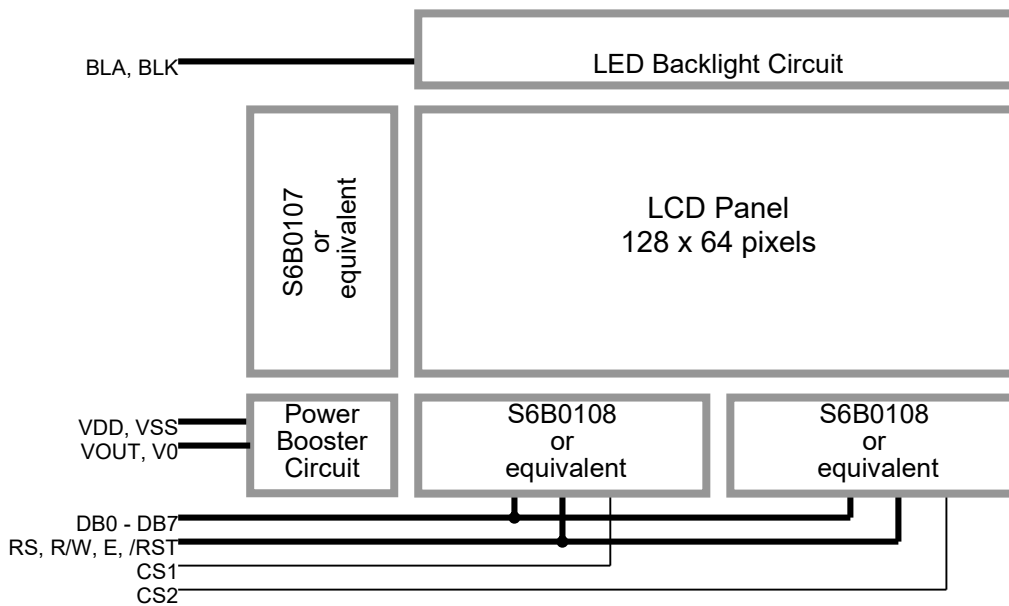 BLA, BLK
LED Backlight Circuit
S6B0107
or
equivalent
LCD Panel
128 x 64 pixels
VDD, VSS
VOUT, V0
Power
Booster
Circuit
S6B0108
or
equivalent
S6B0108
or
equivalent
DB0 - DB7
RS, R/W, E, /RST
CS1
CS2